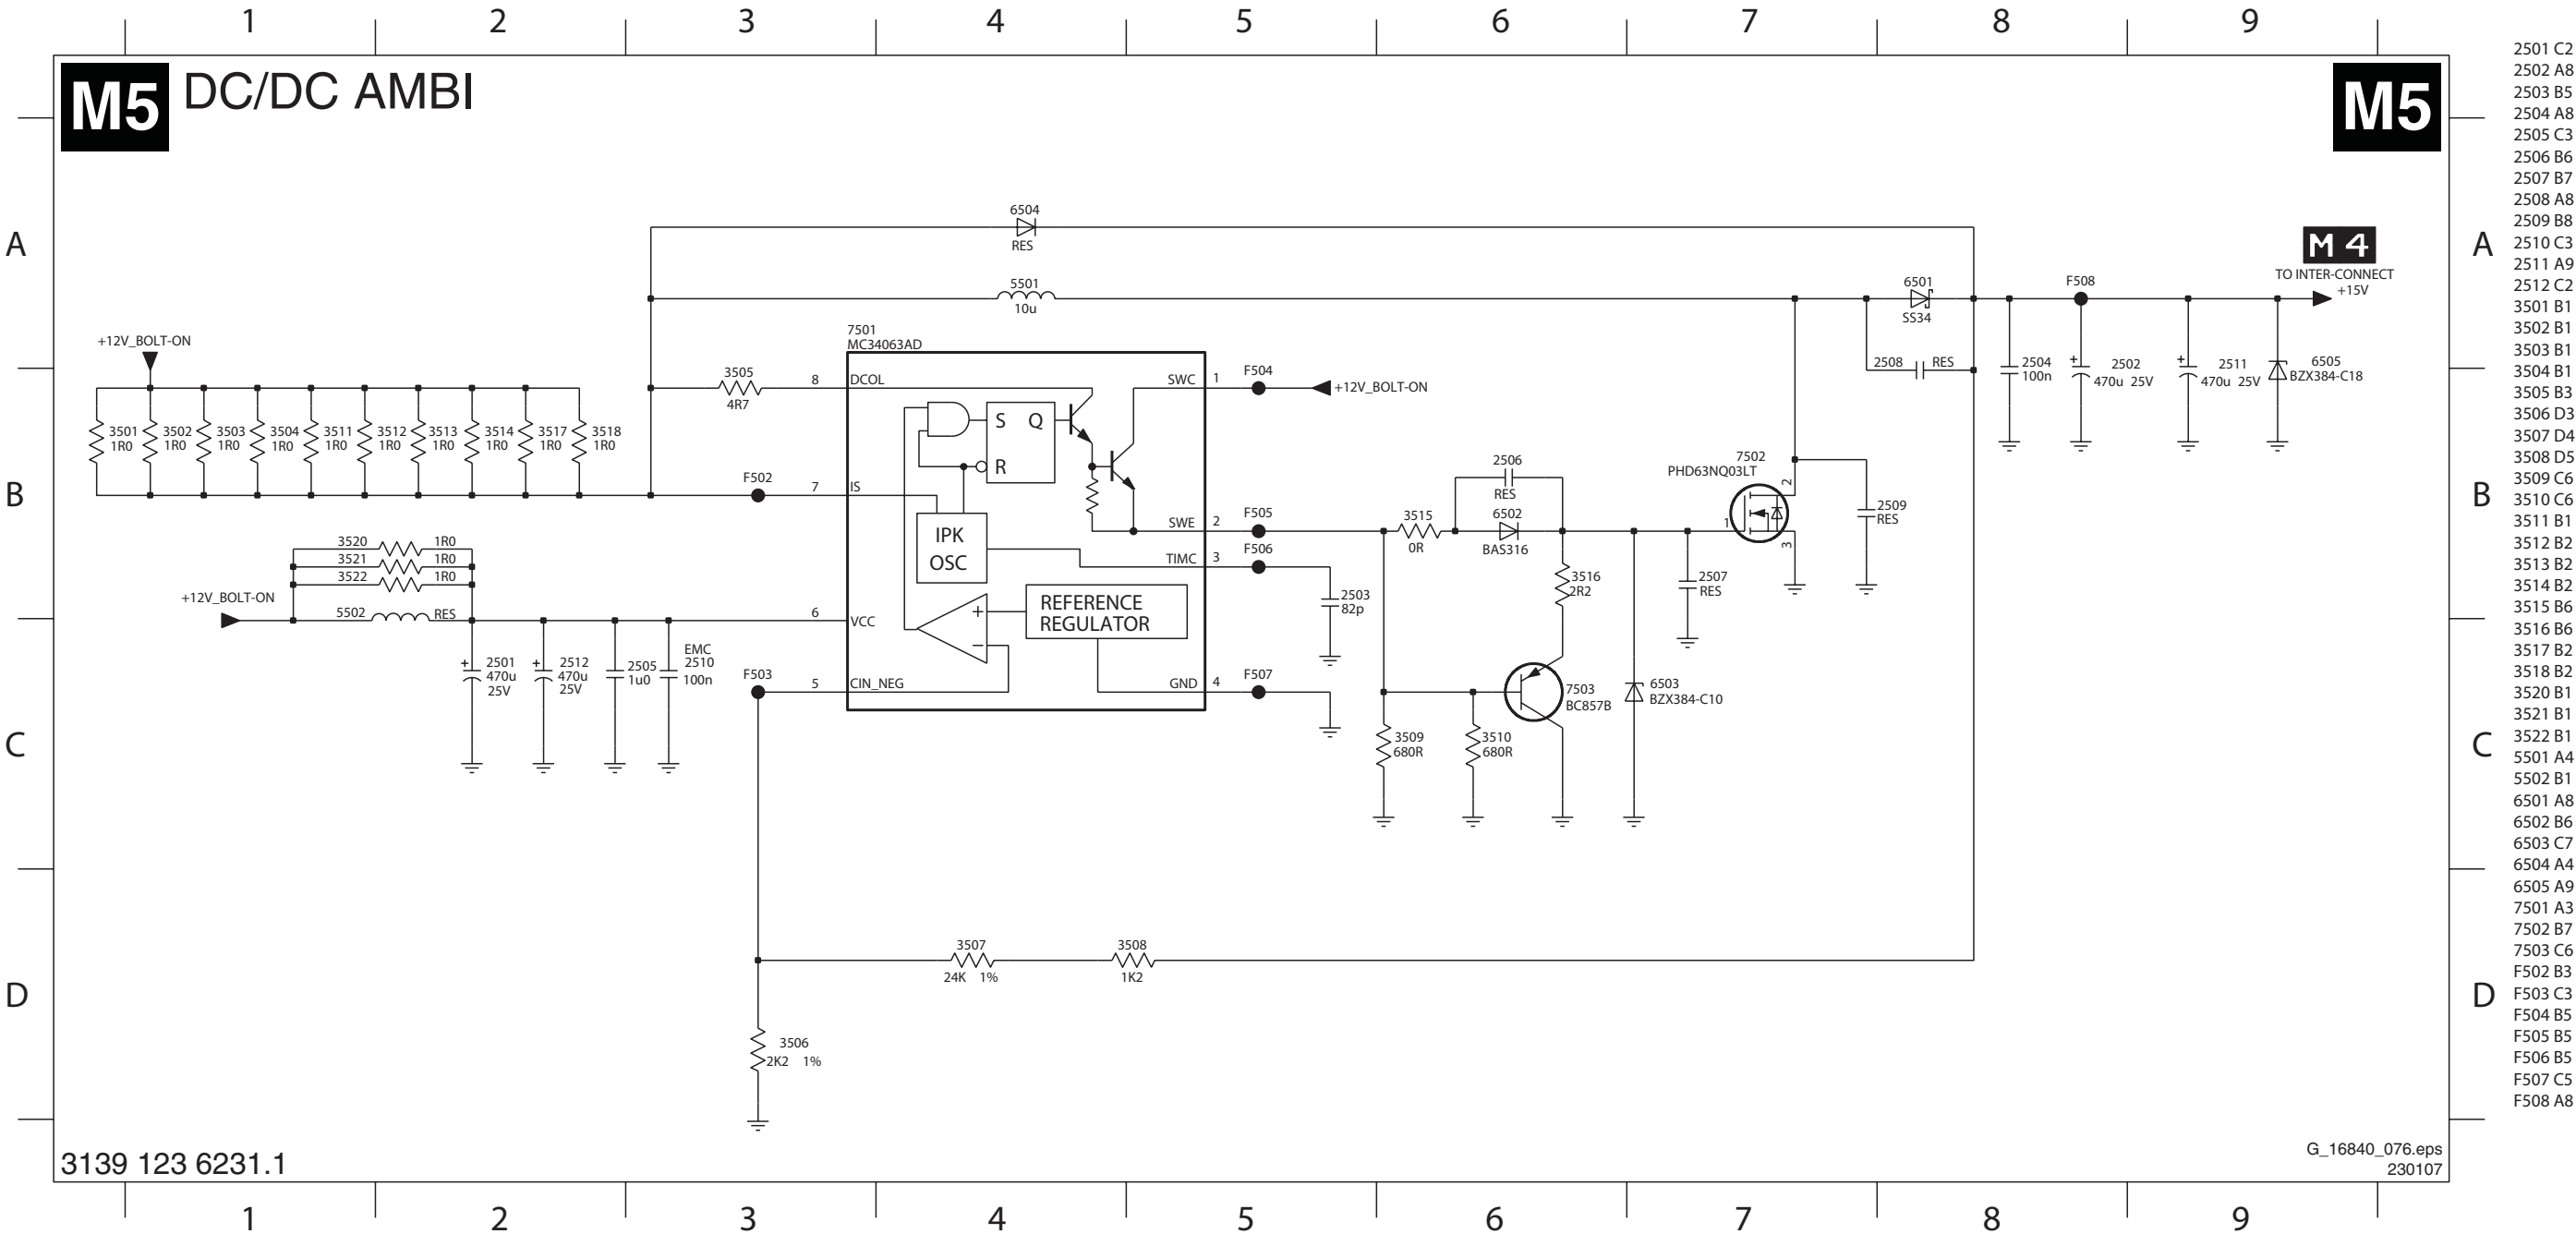 1 2 3 4 5 6 7 8 9
M5 DC/DC AMBI
M5
A
B
C
D
6504
RES
5501
10u
7501
MC34063AD
+12V_BOLT-ON
3501
1R0
3502
1R0
3503
1R0
3504
1R0
3511
1R0
3512
1R0
3513
1R0
3514
1R0
3517
1R0
3518
1R0
3505
4R7
8 DCOL
SWC 1
F504
+12V_BOLT-ON
S Q
R
F502
7 IS
IPK
OSC
SWE 2
F505
F506
TIMC 3
REFERENCE
REGULATOR
+
−
2503
82p
3520 1R0
3521 1R0
3522 1R0
+12V_BOLT-ON
5502 RES
6 VCC
+ 2501
470u
25V
+ 2512
470u
25V
2505
1u0
EMC
2510
100n
F503
5 CIN_NEG
GND 4
F507
2506
RES
3515
0R
6502
BAS316
3516
2R2
7503
BC857B
3509
680R
3510
680R
6503
BZX384-C10
2507
RES
7502
PHD63NQ03LT
1
2
3
2509
RES
6501
SS34
2508 RES
F508
2504
100n
+ 2502
470u 25V
+ 2511
470u 25V
6505
BZX384-C18
M 4
TO INTER-CONNECT
+15V
3507
24K 1%
3508
1K2
3506
2K2 1%
3139 123 6231.1
G_16840_076.eps
230107
A
B
C
D
1 2 3 4 5 6 7 8 9
2501 C2
2502 A8
2503 B5
2504 A8
2505 C3
2506 B6
2507 B7
2508 A8
2509 B8
2510 C3
2511 A9
2512 C2
3501 B1
3502 B1
3503 B1
3504 B1
3505 B3
3506 D3
3507 D4
3508 D5
3509 C6
3510 C6
3511 B1
3512 B2
3513 B2
3514 B2
3515 B6
3516 B6
3517 B2
3518 B2
3520 B1
3521 B1
3522 B1
5501 A4
5502 B1
6501 A8
6502 B6
6503 C7
6504 A4
6505 A9
7501 A3
7502 B7
7503 C6
F502 B3
F503 C3
F504 B5
F505 B5
F506 B5
F507 C5
F508 A8